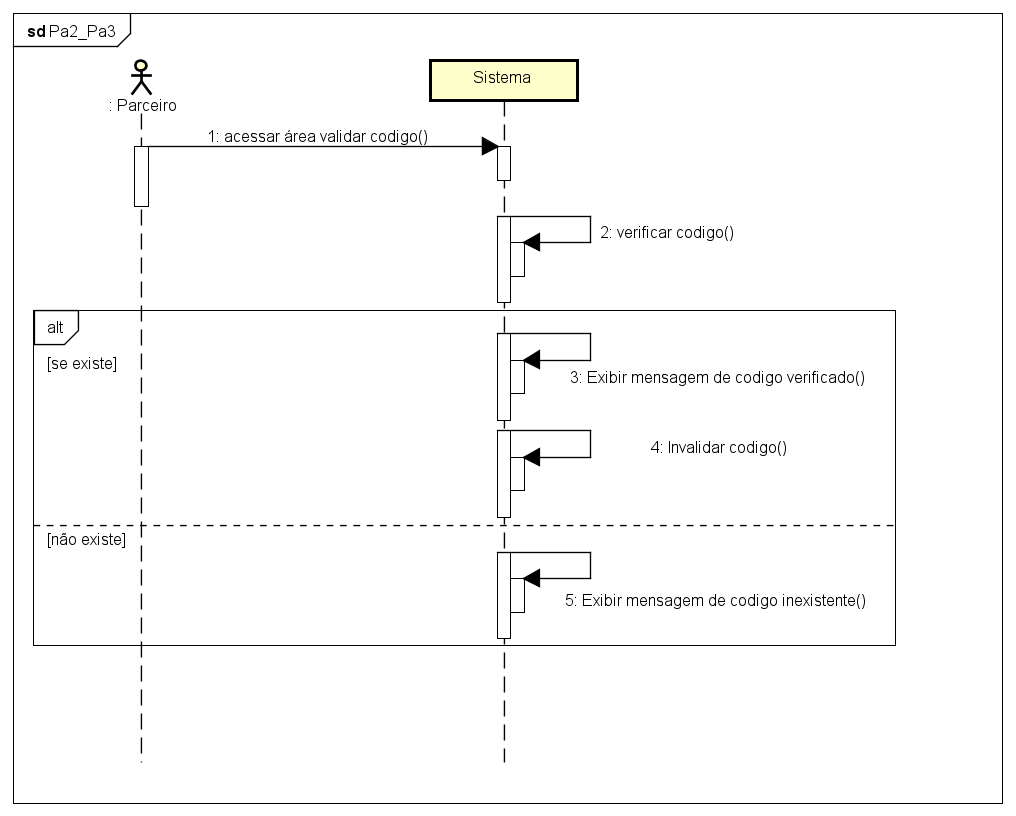 sd Pa2_Pa3
: Parceiro
Sistema
1: acessar área validar codigo()
2: verificar codigo()
alt
[se existe]
3: Exibir mensagem de codigo verificado()
4: Invalidar codigo()
[não existe]
5: Exibir mensagem de codigo inexistente()